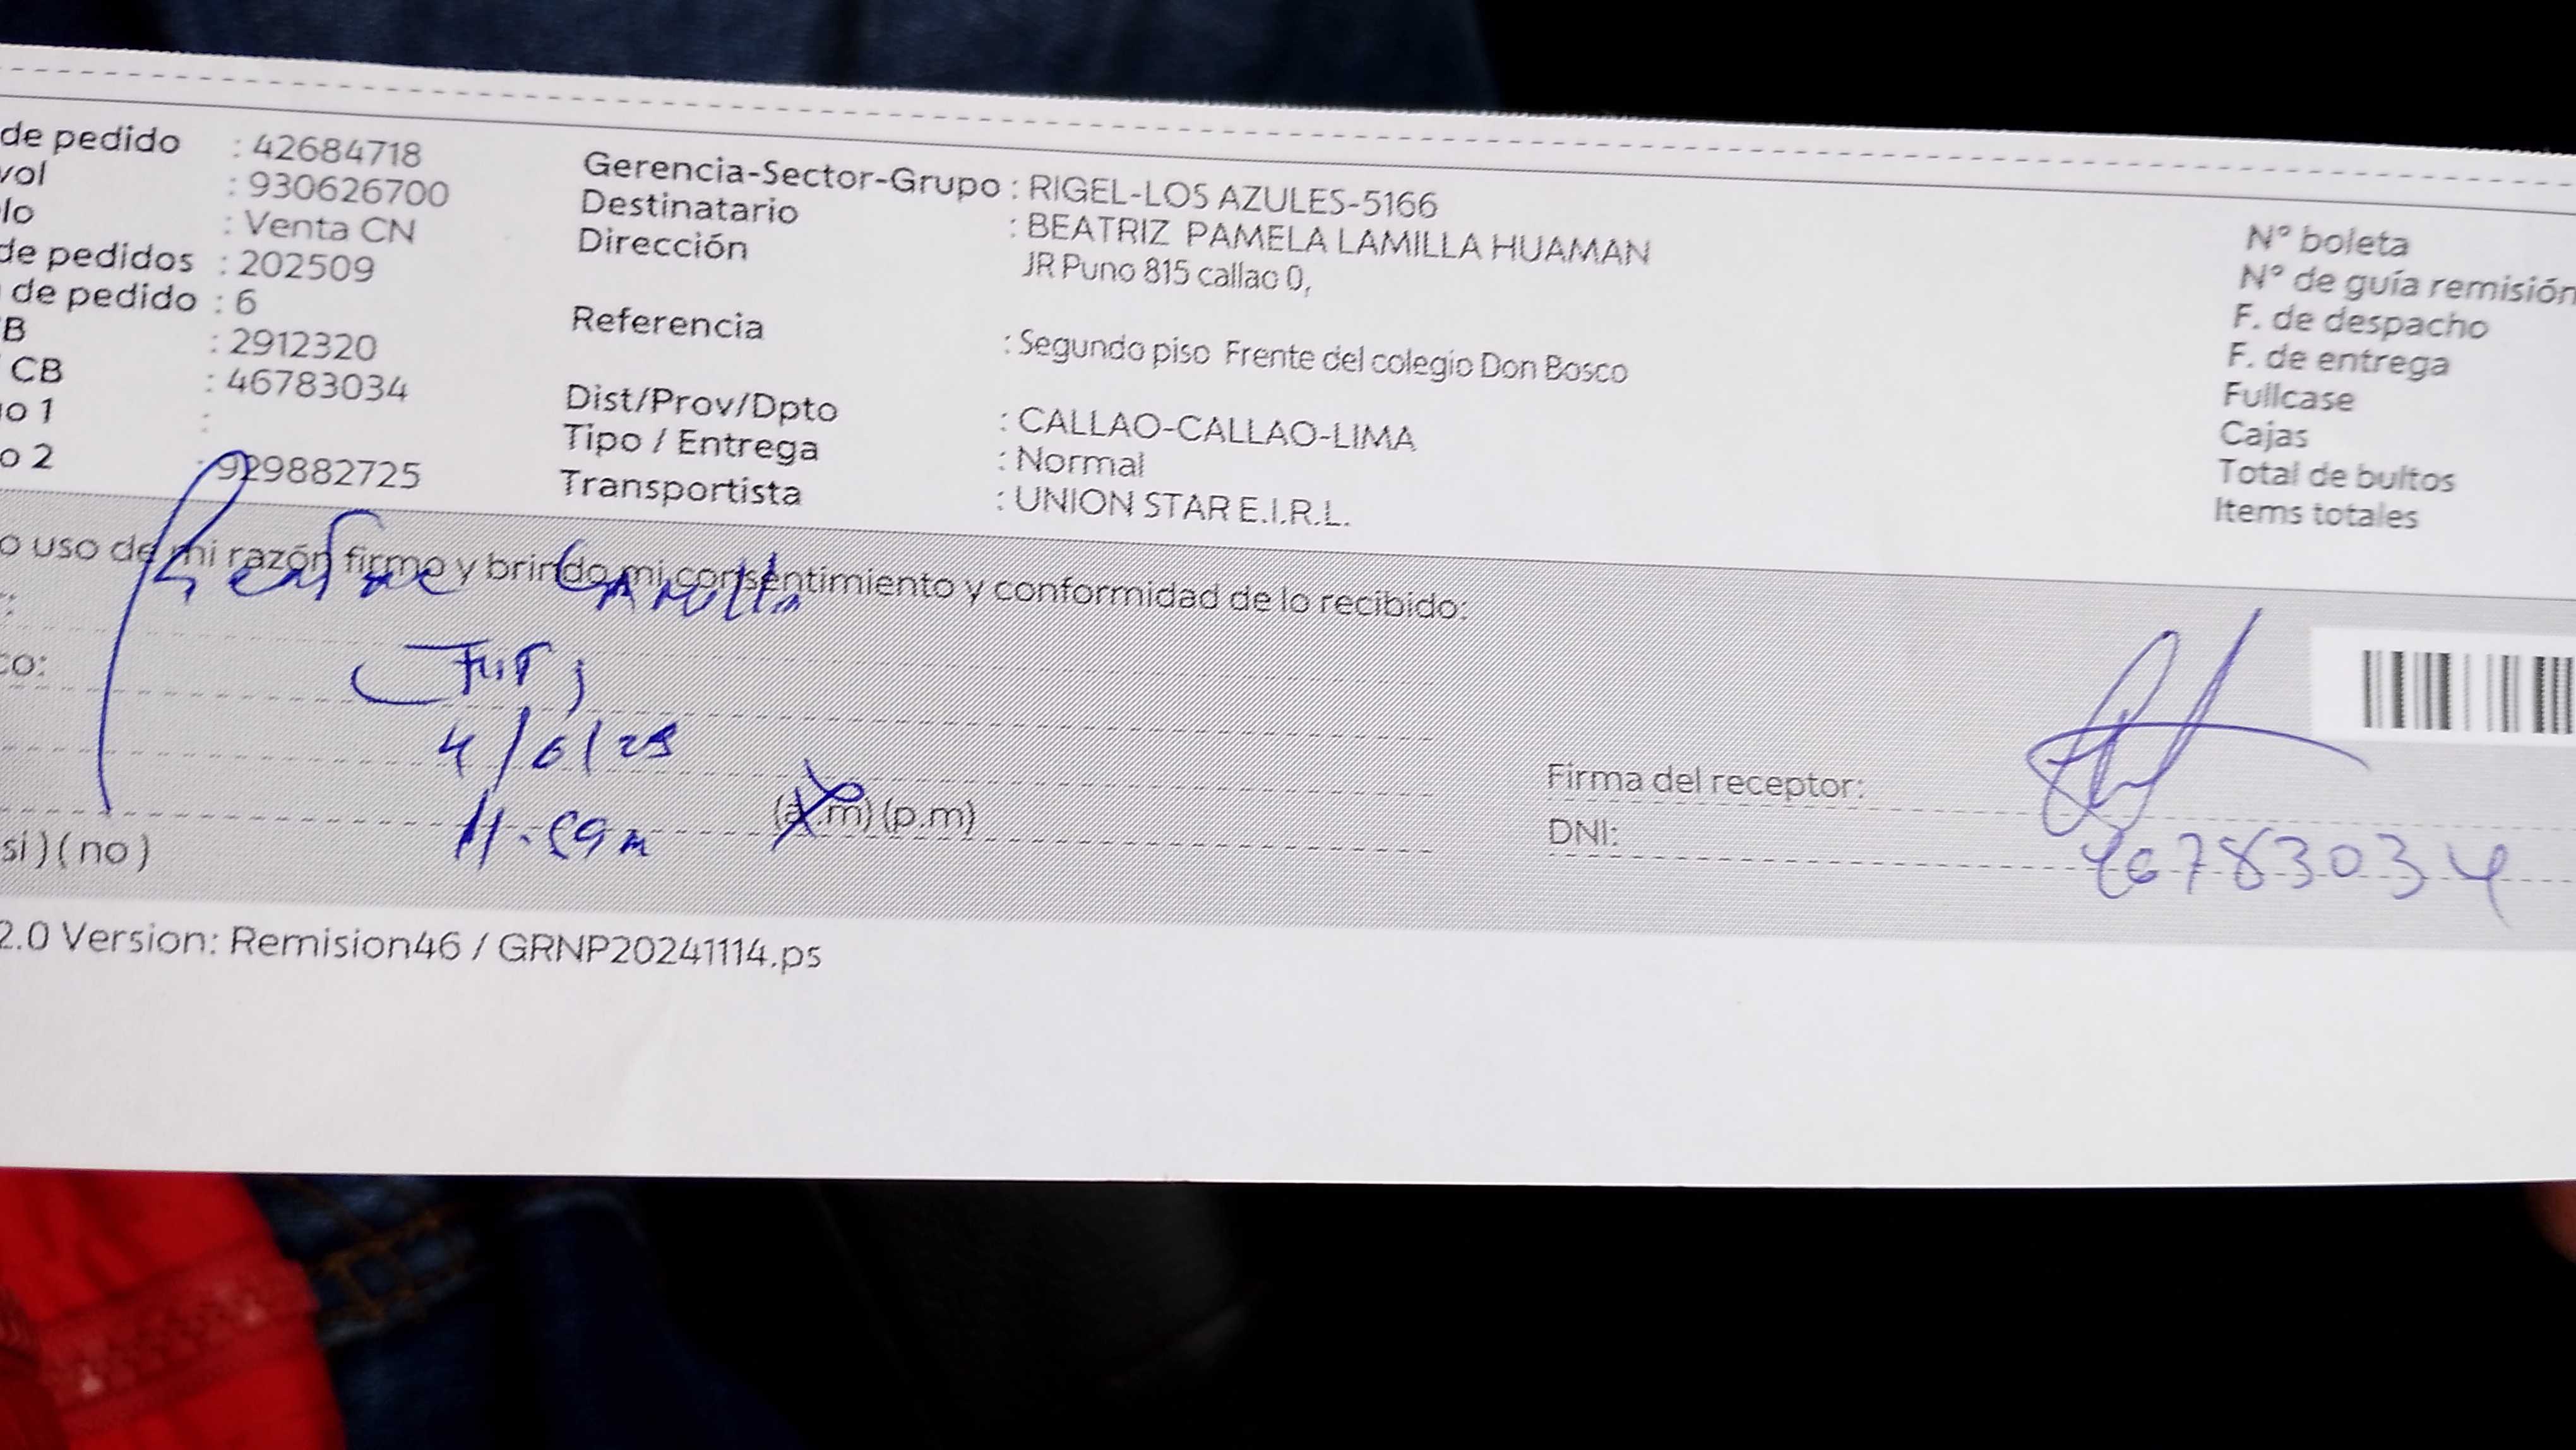 de pedido : 42684718
vol : 930626700
lo : Venta CN
de pedidos : 202509
de pedido : 6
B : 2912320
CB : 46783034
o 1 :
o 2 : 929882725
Gerencia-Sector-Grupo : RIGEL-LOS AZULES-5166
Destinatario : BEATRIZ PAMELA LAMILLA HUAMAN
Dirección JR Puno 815 callao 0,
Referencia : Segundo piso Frente del colegio Don Bosco
Dist/Prov/Dpto : CALLAO-CALLAO-LIMA
Tipo / Entrega : Normal
Transportista : UNION STAR E.I.R.L.
N° boleta
N° de guía remisión
F. de despacho
F. de entrega
Fullcase
Cajas
Total de bultos
Items totales
o uso de mi razón firmo y brindo mi consentimiento y conformidad de lo recibido:
co:
4/6/25
11.59 (a.m) (p.m)
si ) ( no )
Firma del receptor:
DNI: 46783034
2.0 Version: Remision46 / GRNP20241114.ps